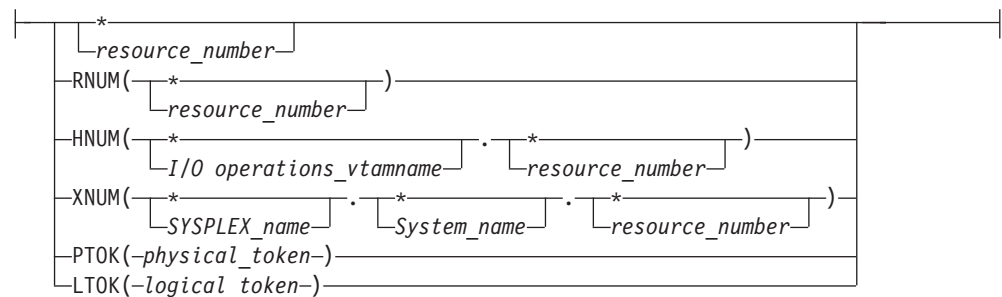 *
resource_number
RNUM( * )
resource_number
HNUM( * . * )
I/O operations_vtamname resource_number
XNUM( * . * . * )
SYSPLEX_name System_name resource_number
PTOK(physical_token)
LTOK(logical token)